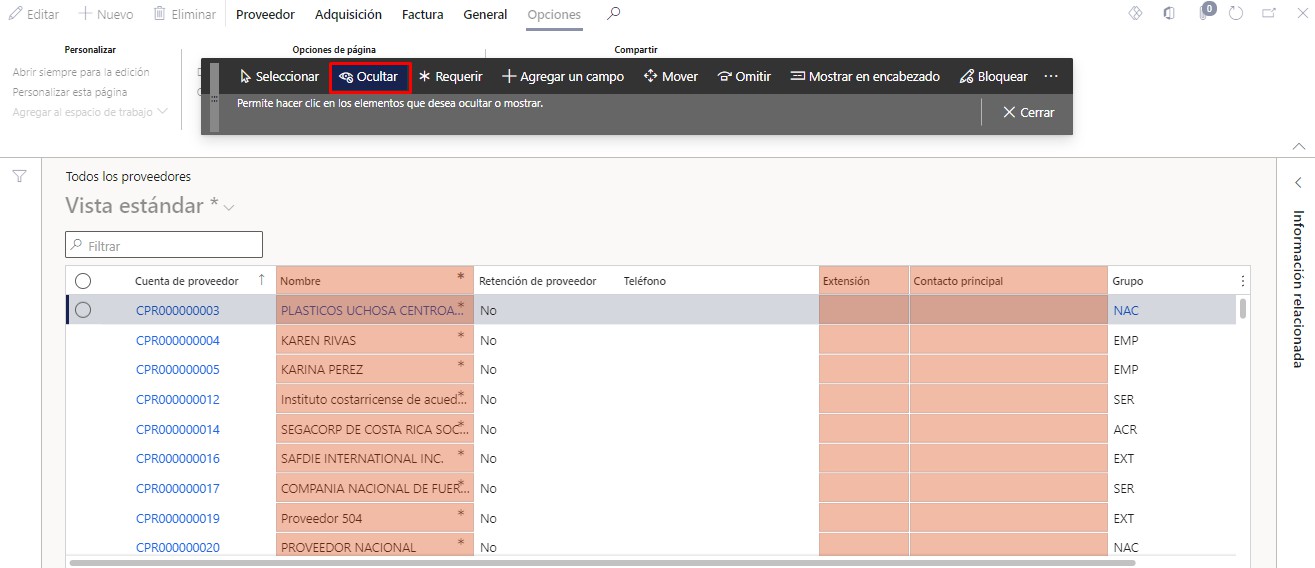 Editar + Nuevo Eliminar Proveedor Adquisición Factura General Opciones 0
Personalizar Opciones de página Compartir
Abrir siempre para la edición
Personalizar esta página
Agregar al espacio de trabajo
Seleccionar Ocultar * Requerir + Agregar un campo Mover Omitir Mostrar en encabezado Bloquear ...
Permite hacer clic en los elementos que desea ocultar o mostrar.
Cerrar
Todos los proveedores
Vista estándar *
Filtrar
Cuenta de proveedor ↑ Nombre * Retención de proveedor Teléfono Extensión Contacto principal Grupo
CPR000000003 PLASTICOS UCHOSA CENTROA... * No NAC
CPR000000004 KAREN RIVAS * No EMP
CPR000000005 KARINA PEREZ * No EMP
CPR000000012 Instituto costarricense de acued... * No SER
CPR000000014 SEGACORP DE COSTA RICA SOC... * No ACR
CPR000000016 SAFDIE INTERNATIONAL INC. * No EXT
CPR000000017 COMPANIA NACIONAL DE FUER... * No SER
CPR000000019 Proveedor 504 * No EXT
CPR000000020 PROVEEDOR NACIONAL * No NAC
Información relacionada